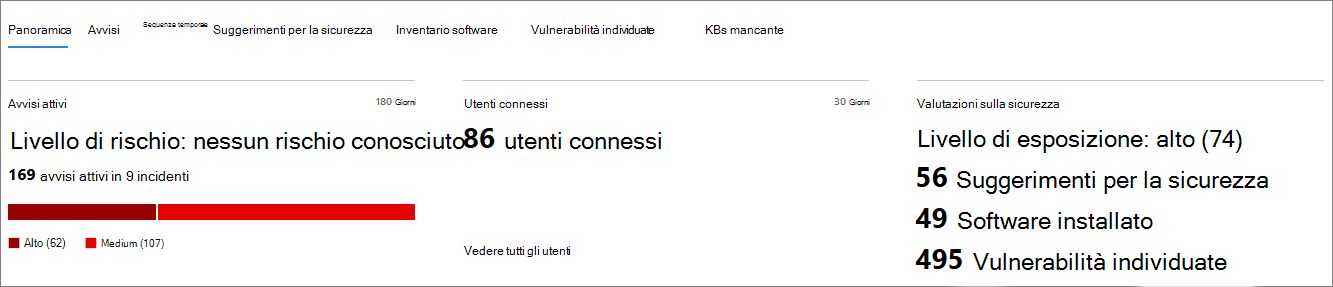 Panoramica Avvisi Sequenza temporale Suggerimenti per la sicurezza Inventario software Vulnerabilità individuate KBs mancante
Avvisi attivi 180 Giorni
Livello di rischio: nessun rischio conosciuto
169 avvisi attivi in 9 incidenti
Alto (62) Medium (107)
Utenti connessi 30 Giorni
86 utenti connessi
Vedere tutti gli utenti
Valutazioni sulla sicurezza
Livello di esposizione: alto (74)
56 Suggerimenti per la sicurezza
49 Software installato
495 Vulnerabilità individuate